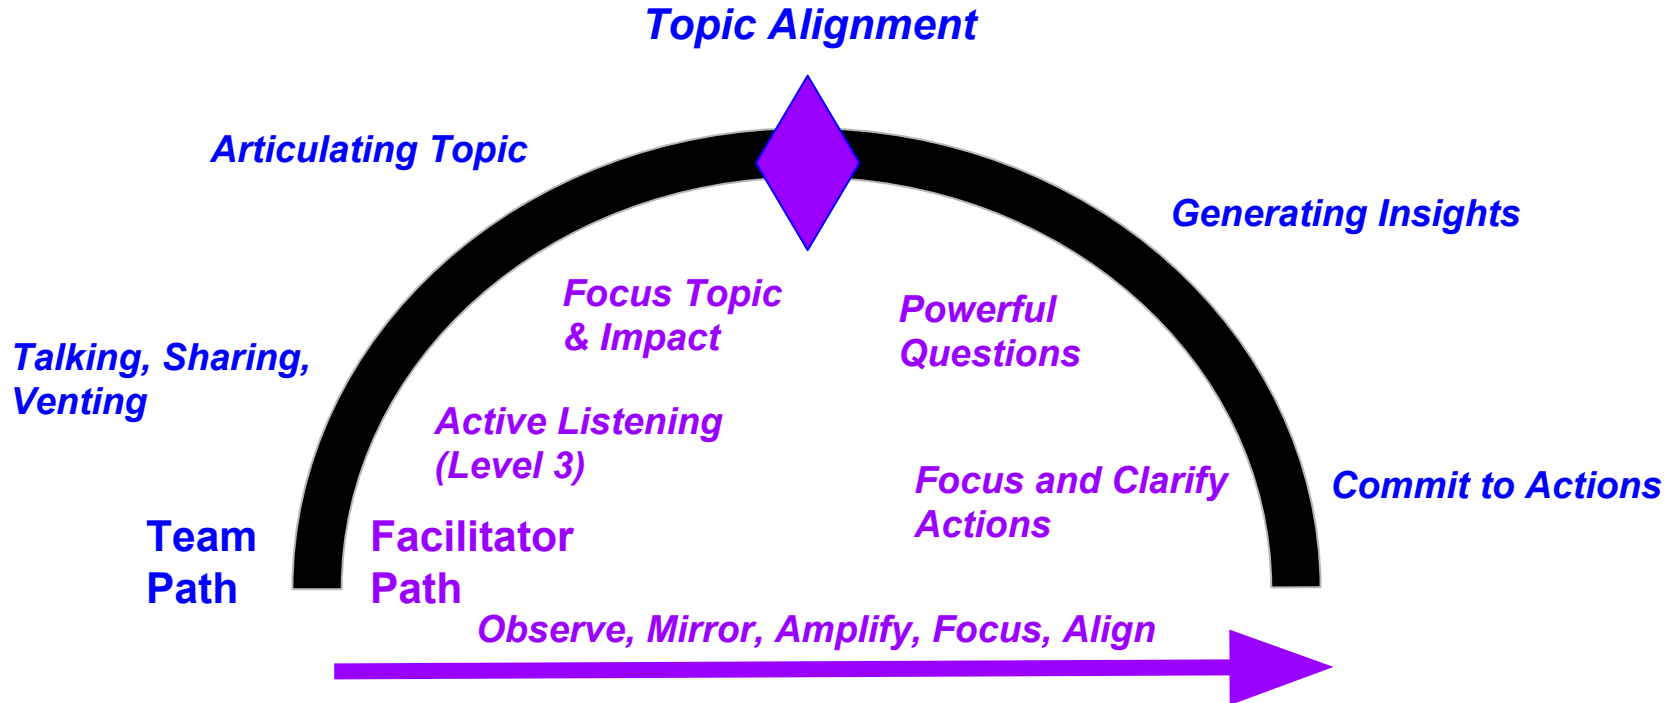 Topic Alignment
Articulating Topic
Generating Insights
Focus Topic
& Impact
Powerful
Questions
Talking, Sharing,
Venting
Active Listening
(Level 3)
Focus and Clarify
Actions
Commit to Actions
Team
Path
Facilitator
Path
Observe, Mirror, Amplify, Focus, Align